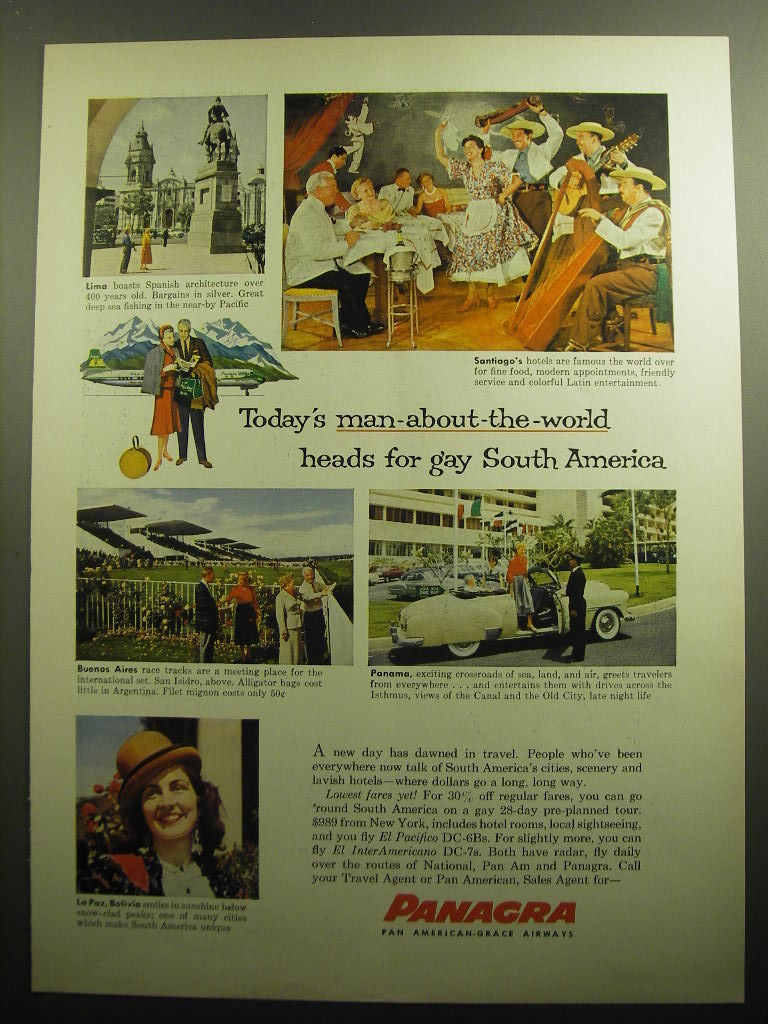 Lima boasts Spanish architecture over
400 years old. Bargains in silver. Great
deep sea fishing in the near-by Pacific
Santiago's hotels are famous the world over
for fine food, modern appointments, friendly
service and colorful Latin entertainment
Today's man-about-the-world
heads for gay South America
Buenos Aires race tracks are a meeting place for the
international set. San Isidro, above. Alligator bags cost
little in Argentina. Filet mignon costs only 50¢
Panama, exciting crossroads of sea, land, and air, greets travelers
from everywhere . . . and entertains them with drives across the
Isthmus, views of the Canal and the Old City, late night life
La Paz, Bolivia smiles in sunshine below
snow-clad peaks; one of many cities
which make South America unique
A new day has dawned in travel. People who've been
everywhere now talk of South America's cities, scenery and
lavish hotels—where dollars go a long, long way.
Lowest fares yet! For 30% off regular fares, you can go
'round South America on a gay 28-day pre-planned tour.
$989 from New York, includes hotel rooms, local sightseeing,
and you fly El Pacifico DC-6Bs. For slightly more, you can
fly El InterAmericano DC-7s. Both have radar, fly daily
over the routes of National, Pan Am and Panagra. Call
your Travel Agent or Pan American, Sales Agent for—
PANAGRA
PAN AMERICAN-GRACE AIRWAYS